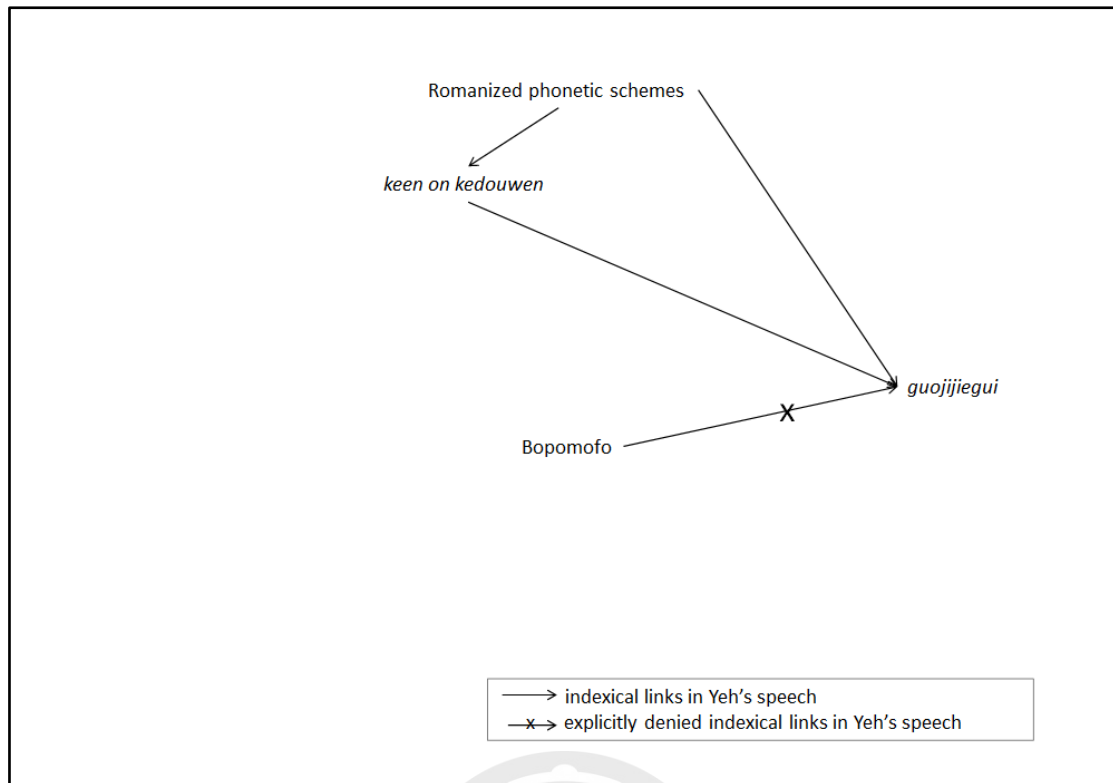 Romanized phonetic schemes
keen on kedouwen
guojijiegui
X
Bopomofo
indexical links in Yeh's speech
x explicitly denied indexical links in Yeh's speech